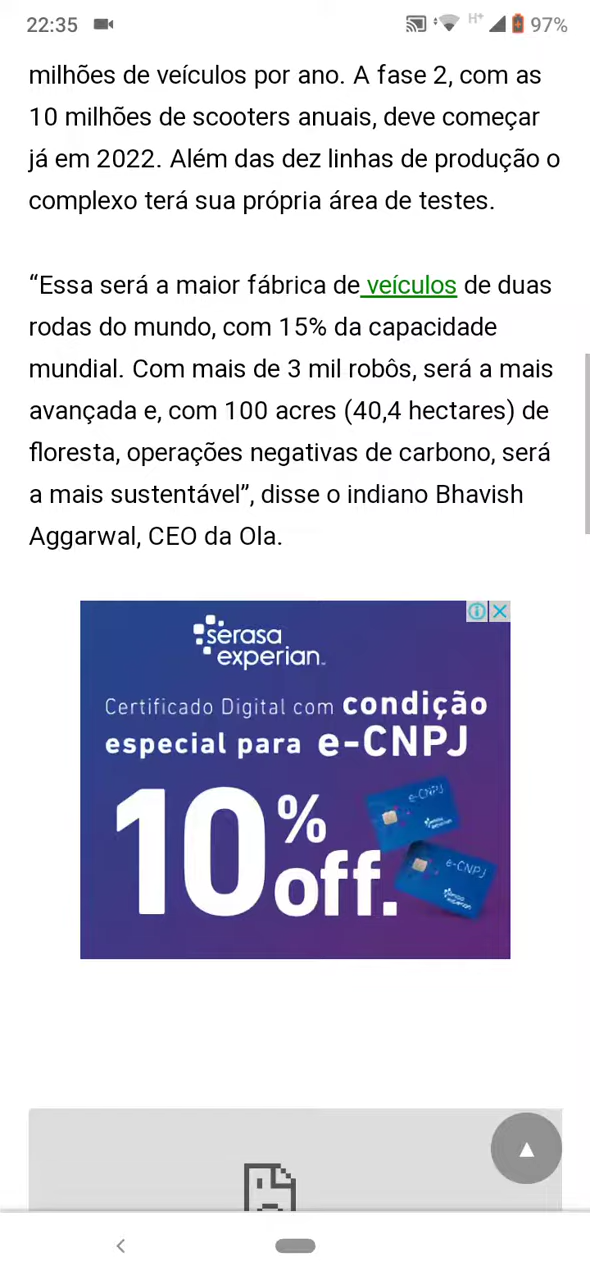 22:35
H+
97%
milhões de veículos por ano. A fase 2, com as
10 milhões de scooters anuais, deve começar
já em 2022. Além das dez linhas de produção o
complexo terá sua própria área de testes.
“Essa será a maior fábrica de veículos de duas
rodas do mundo, com 15% da capacidade
mundial. Com mais de 3 mil robôs, será a mais
avançada e, com 100 acres (40,4 hectares) de
floresta, operações negativas de carbono, será
a mais sustentável”, disse o indiano Bhavish
Aggarwal, CEO da Ola.
serasa
experian
Certificado Digital com condição
especial para e-CNPJ
10% off.
e-CNPJ
serasa
experian
e-CNPJ
serasa
experian